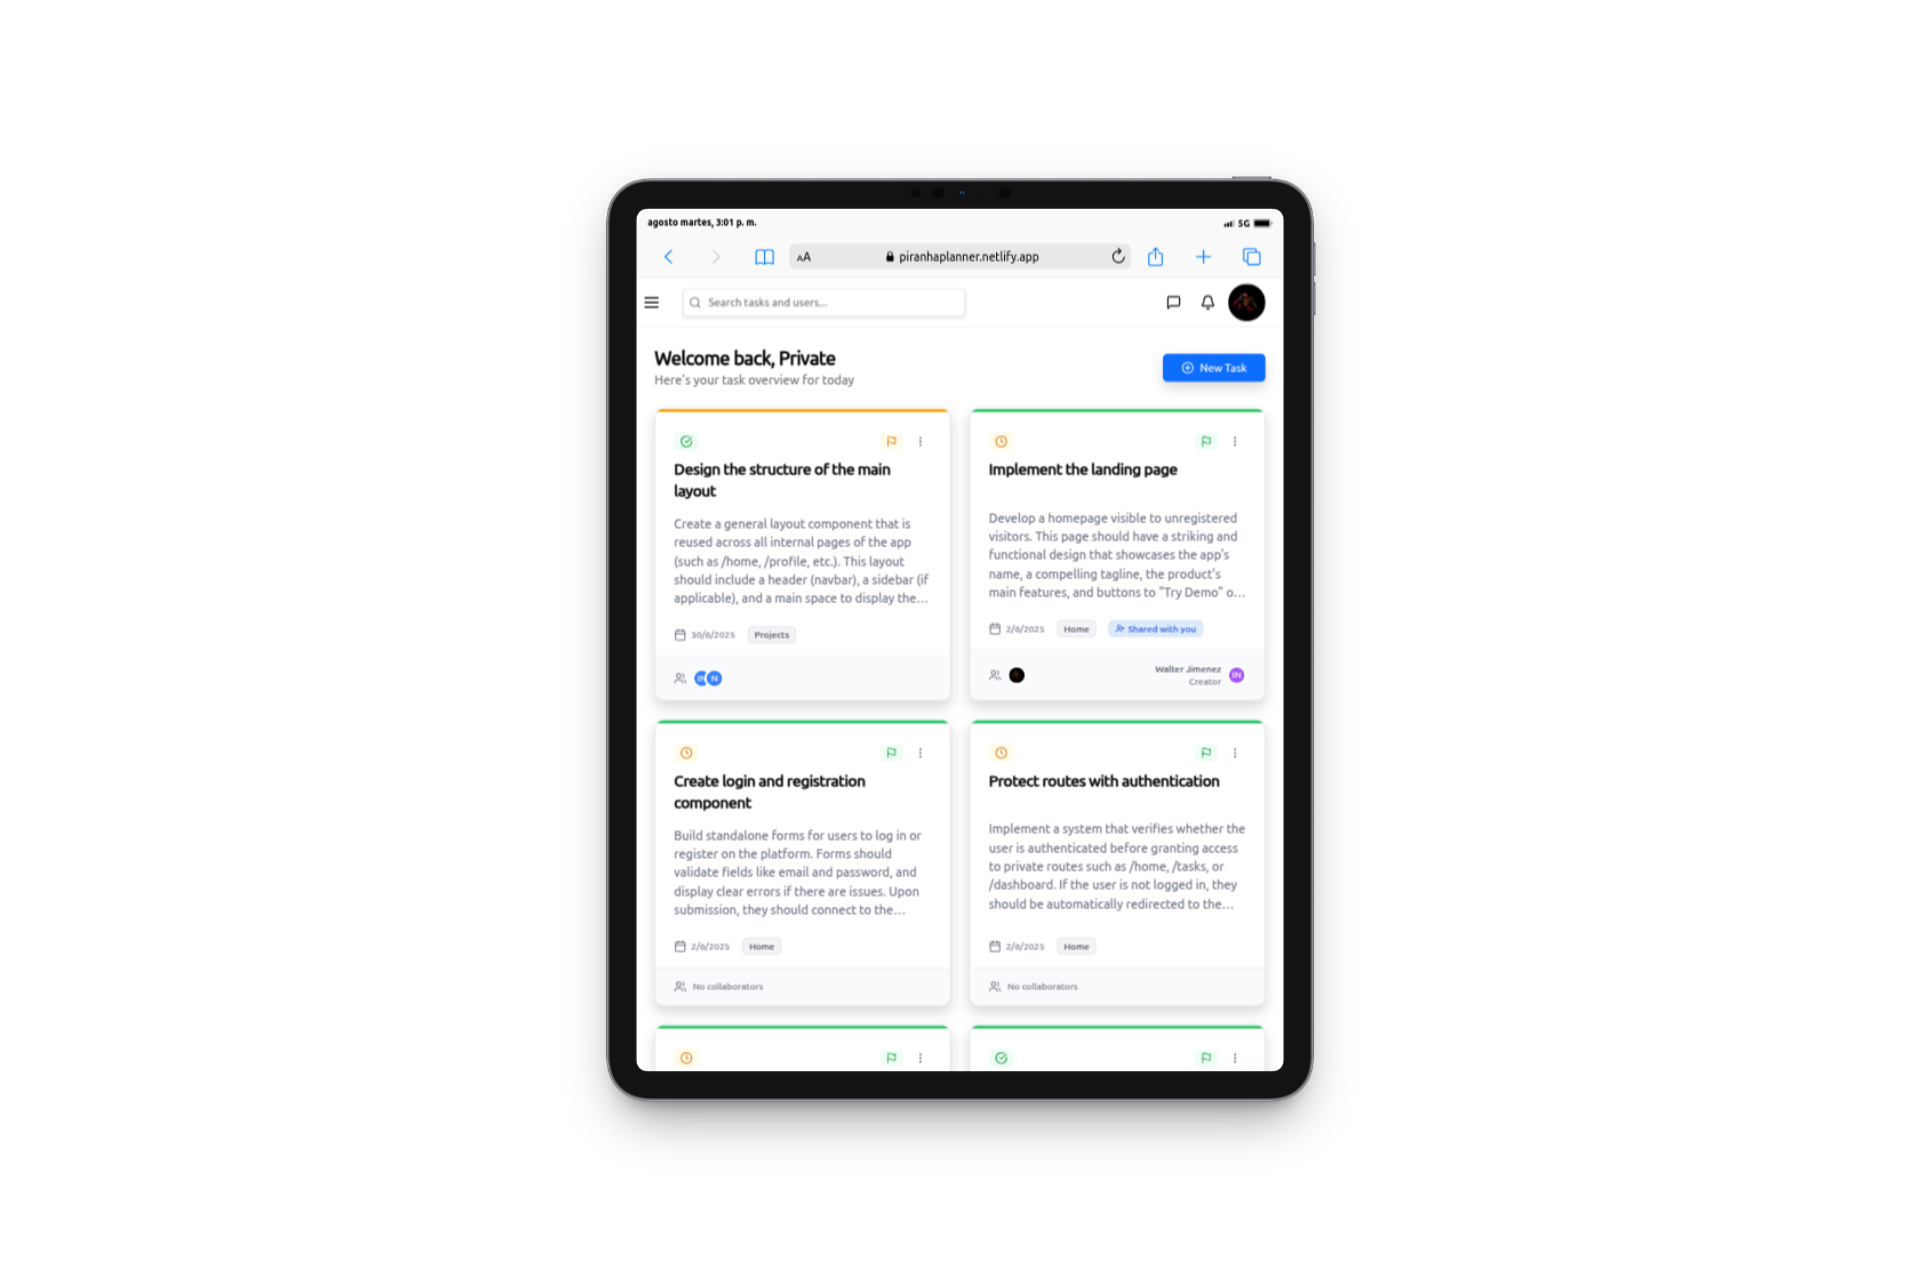 agosto martes, 3:01 p. m.
5G
AA
piranhaplanner.netlify.app
Search tasks and users...
Welcome back, Private
Here's your task overview for today
New Task
Design the structure of the main
layout
Create a general layout component that is
reused across all internal pages of the app
(such as /home, /profile, etc.). This layout
should include a header (navbar), a sidebar (if
applicable), and a main space to display the...
30/6/2025
Projects
IN
N
Implement the landing page
Develop a homepage visible to unregistered
visitors. This page should have a striking and
functional design that showcases the app's
name, a compelling tagline, the product's
main features, and buttons to "Try Demo" o...
2/6/2025
Home
Shared with you
Walter Jimenez
Creator
IN
Create login and registration
component
Build standalone forms for users to log in or
register on the platform. Forms should
validate fields like email and password, and
display clear errors if there are issues. Upon
submission, they should connect to the...
2/6/2025
Home
No collaborators
Protect routes with authentication
Implement a system that verifies whether the
user is authenticated before granting access
to private routes such as /home, /tasks, or
/dashboard. If the user is not logged in, they
should be automatically redirected to the...
2/6/2025
Home
No collaborators